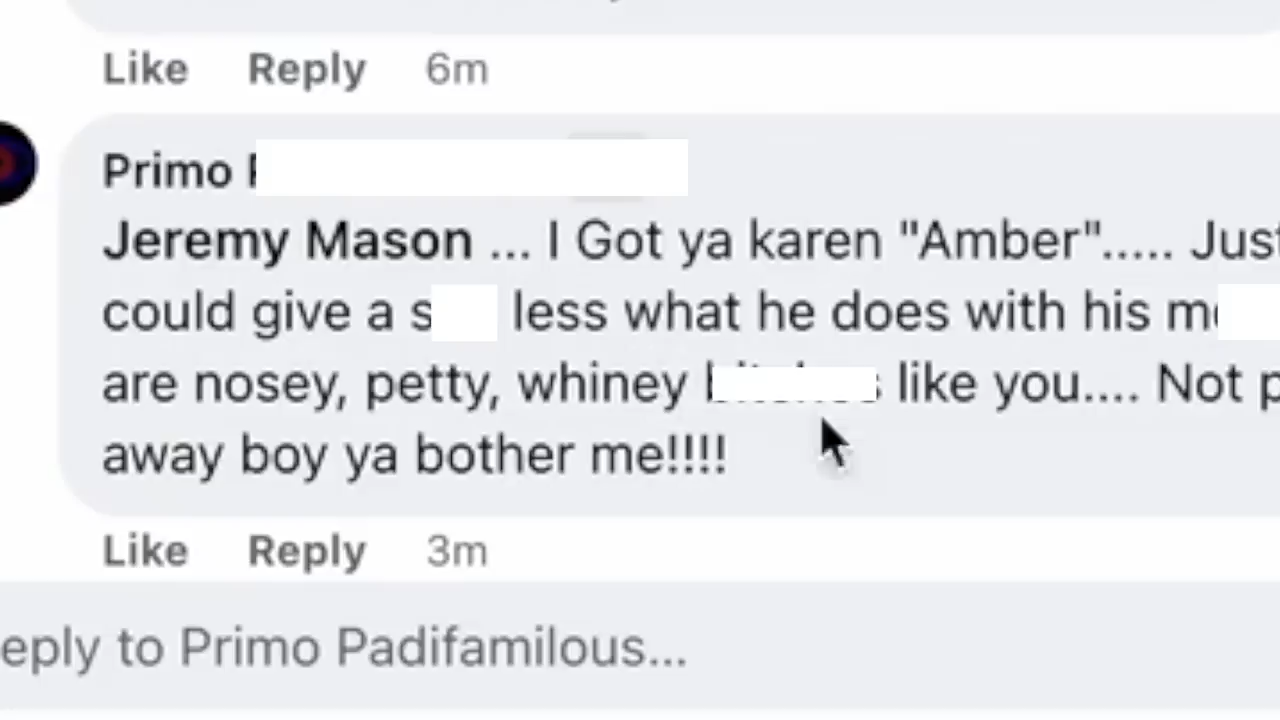 Like Reply 6m
Primo
Jeremy Mason ... I Got ya karen "Amber"..... Just
could give a s less what he does with his
are nosey, petty, whiney like you.... Not
away boy ya bother me!!!!
Like Reply 3m
eply to Primo Padifamilous...